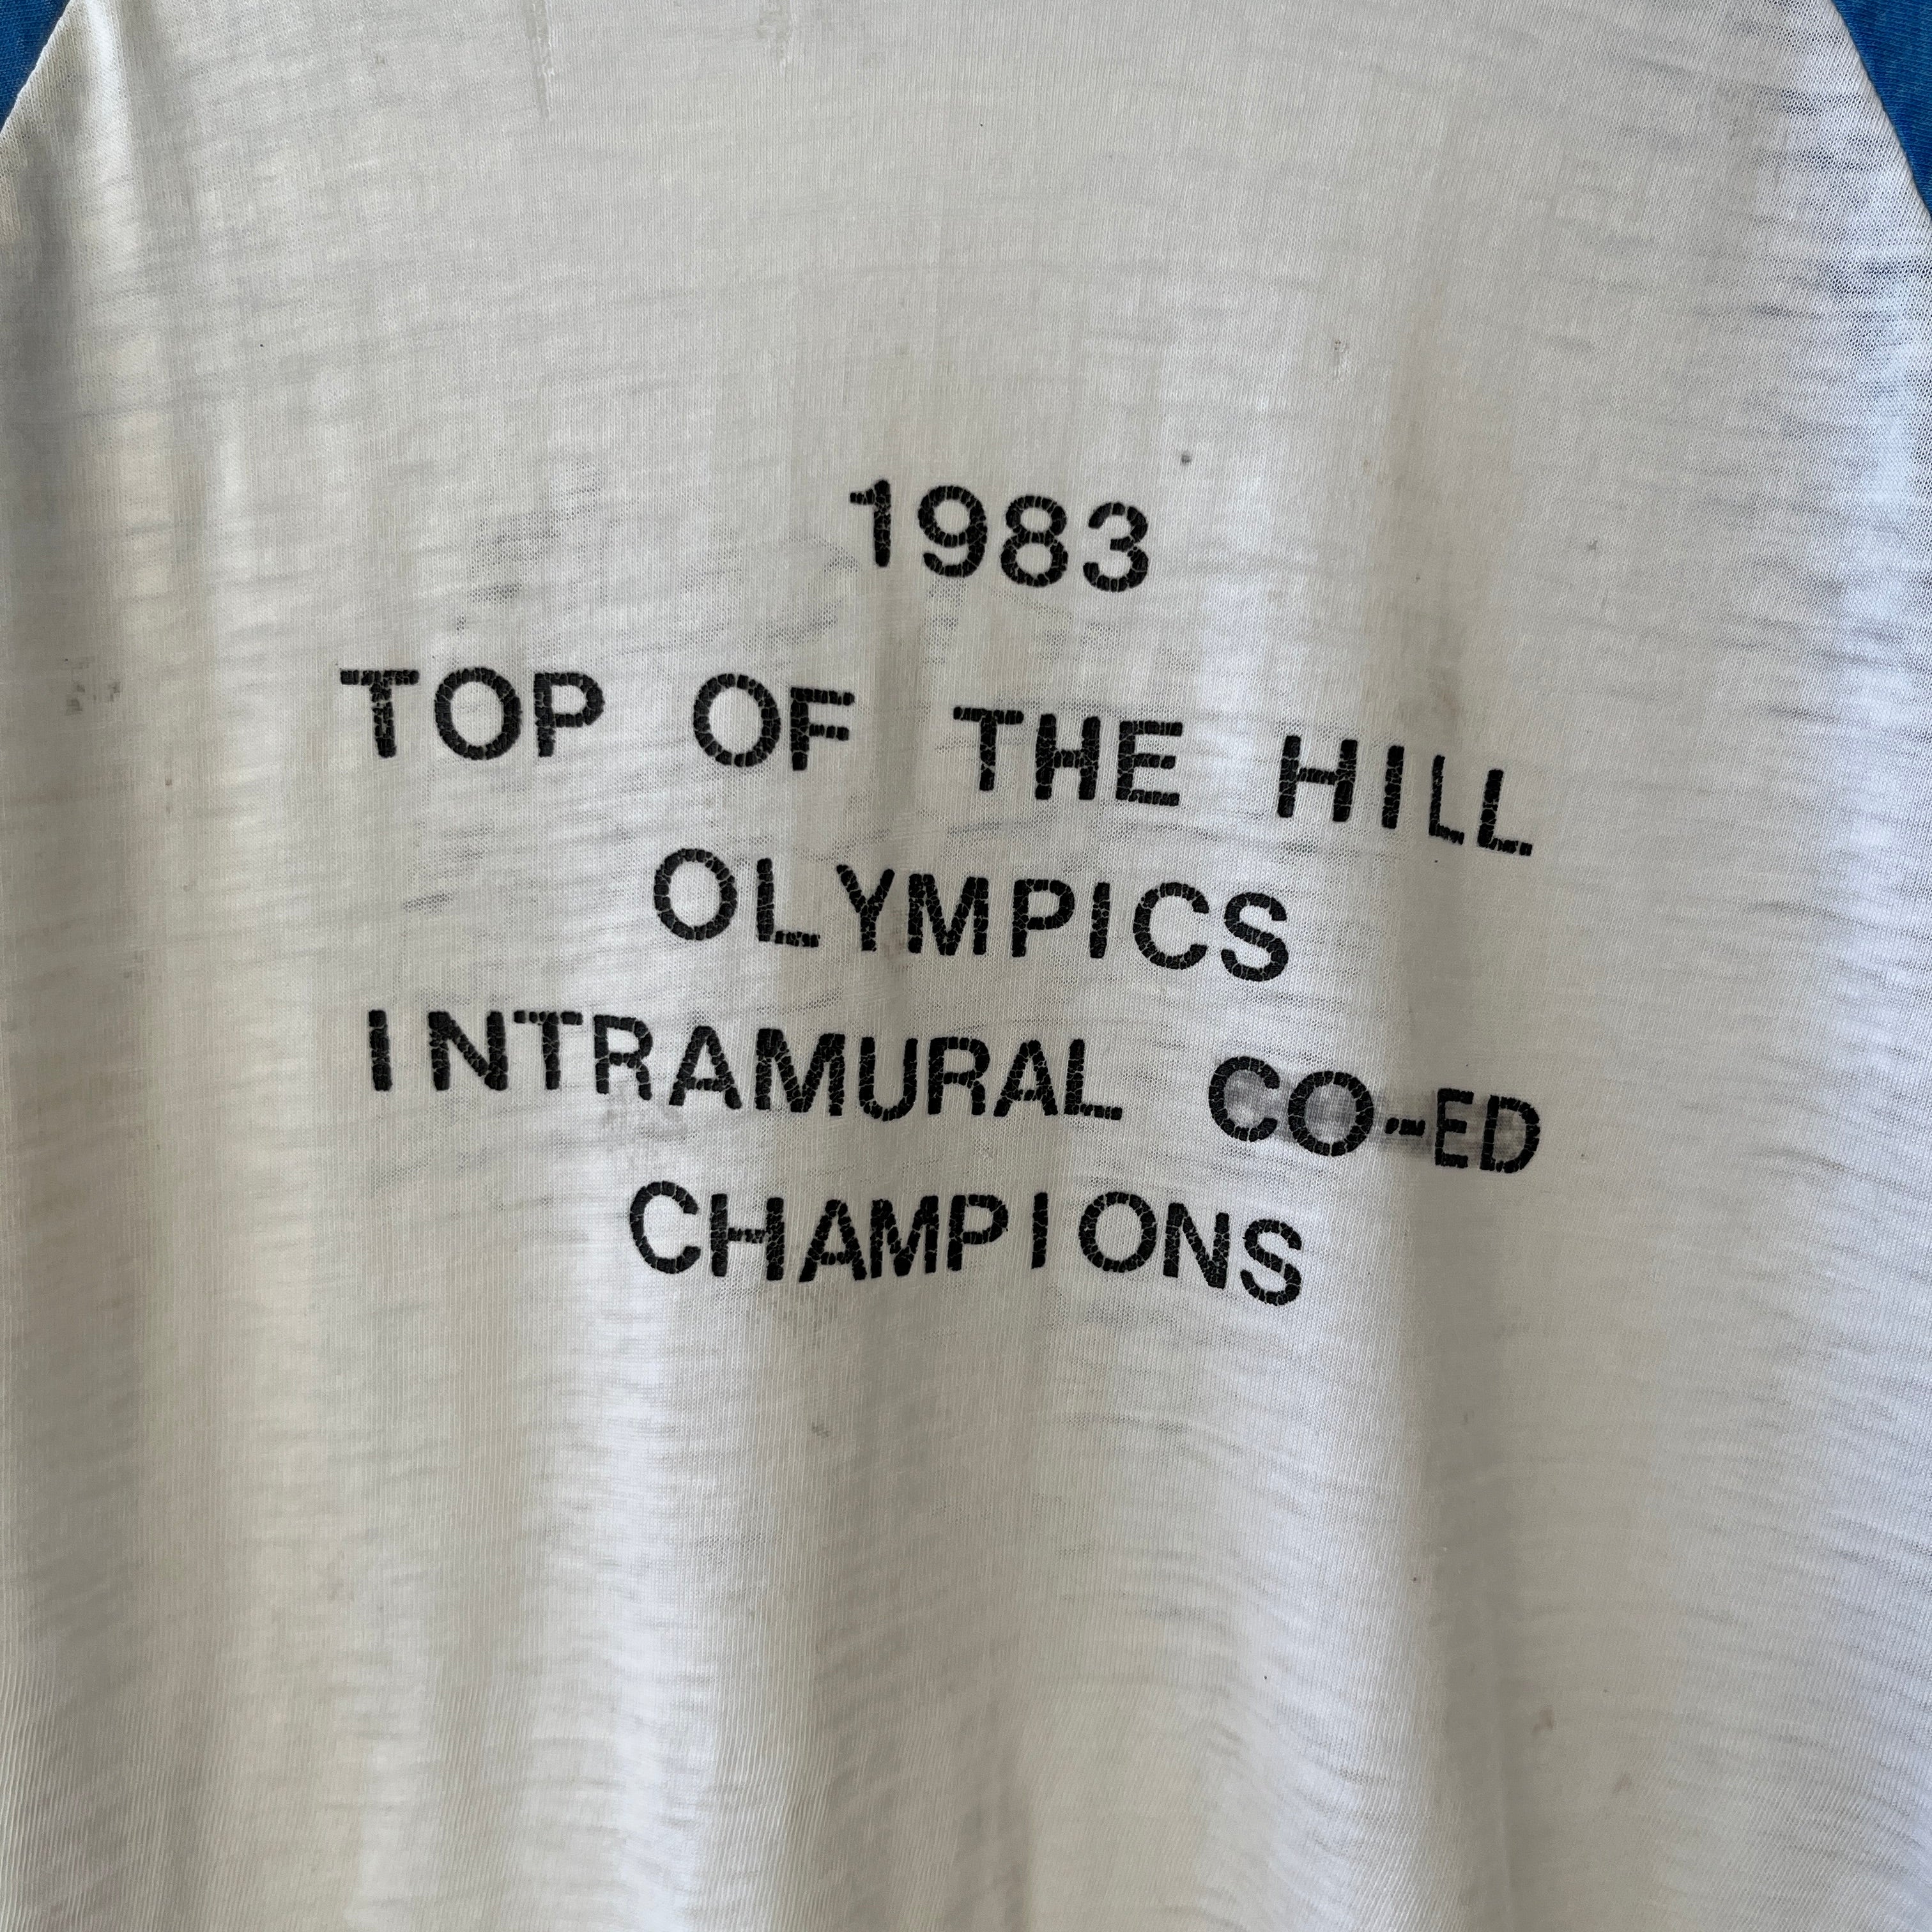 1983
TOP OF THE HILL
OLYMPICS
INTRAMURAL CO-ED
CHAMPIONS